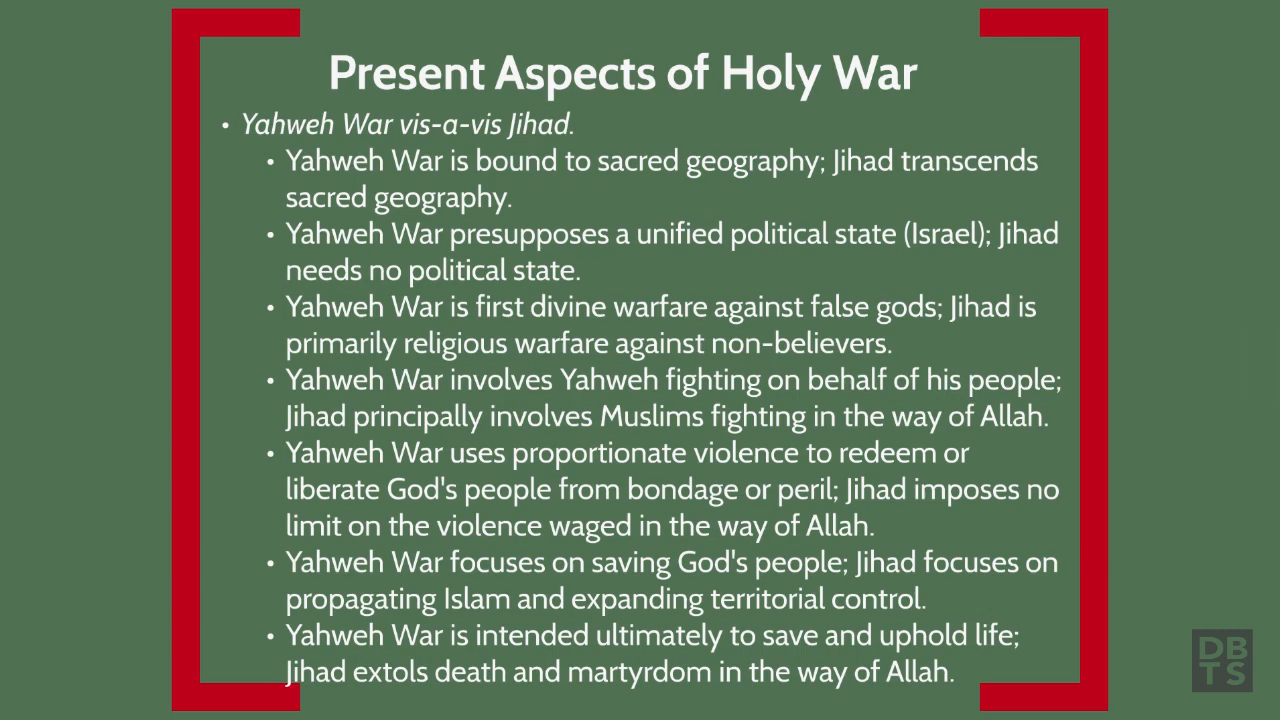 Present Aspects of Holy War
• Yahweh War vis-a-vis Jihad.
• Yahweh War is bound to sacred geography; Jihad transcends
sacred geography.
• Yahweh War presupposes a unified political state (Israel); Jihad
needs no political state.
• Yahweh War is first divine warfare against false gods; Jihad is
primarily religious warfare against non-believers.
• Yahweh War involves Yahweh fighting on behalf of his people;
Jihad principally involves Muslims fighting in the way of Allah.
• Yahweh War uses proportionate violence to redeem or
liberate God's people from bondage or peril; Jihad imposes no
limit on the violence waged in the way of Allah.
• Yahweh War focuses on saving God's people; Jihad focuses on
propagating Islam and expanding territorial control.
• Yahweh War is intended ultimately to save and uphold life;
Jihad extols death and martyrdom in the way of Allah.
DB
TS